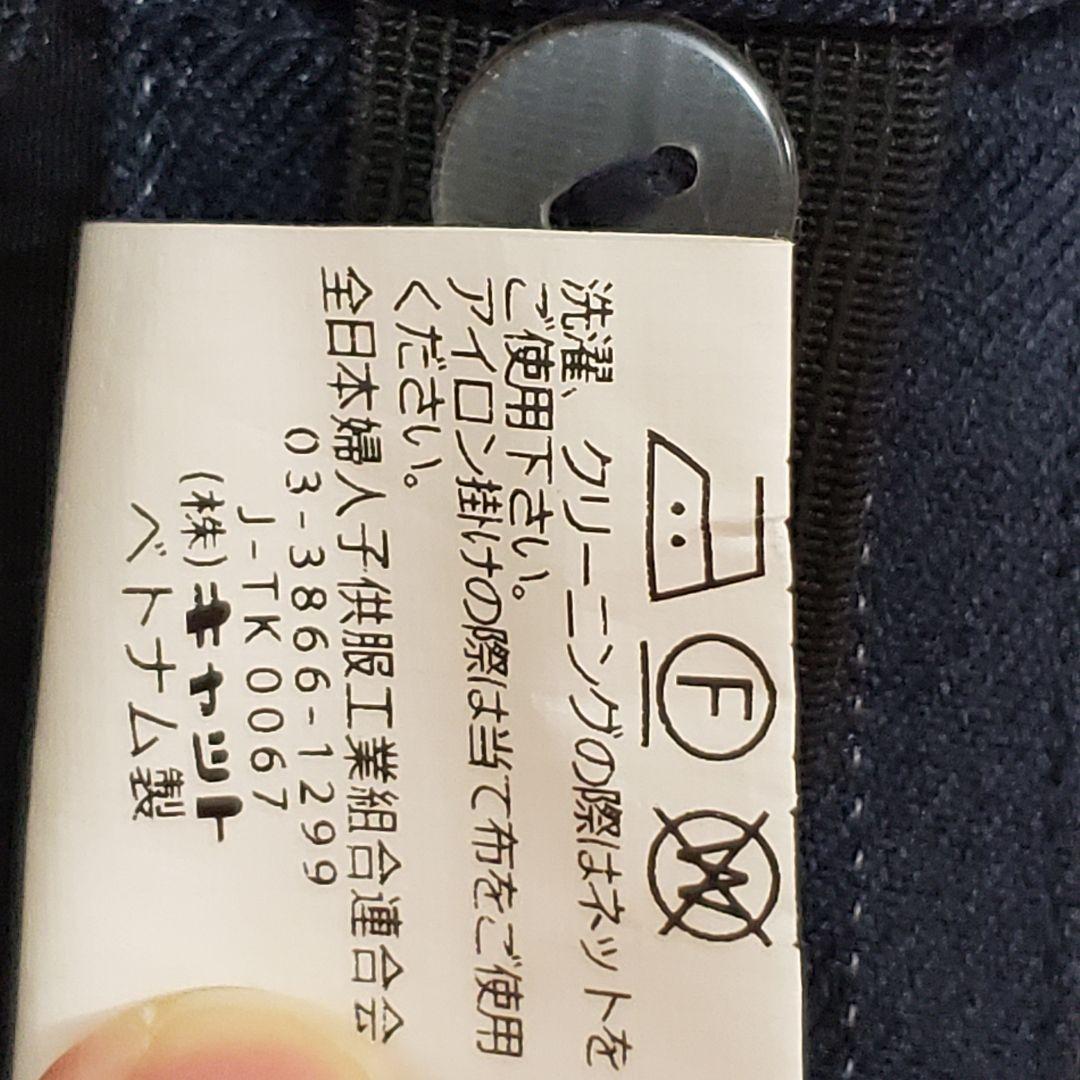 F W
洗濯、クリーニングの際はネットを
ご使用下さい。
アイロン掛けの際は当て布をご使用
ください。
全日本婦人子供服工業組合連合会
03-3866-1299
J-TK0067
(株)キャット
ベトナム製